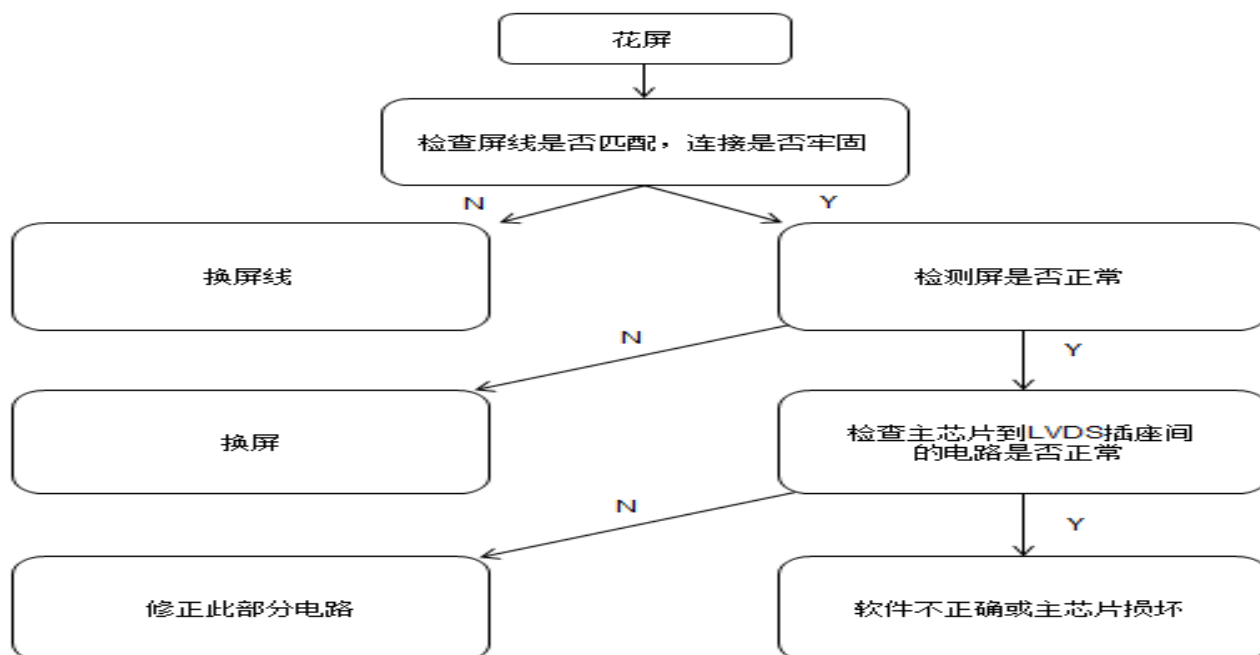 花屏
检查屏线是否匹配，连接是否牢固
N
Y
换屏线
检测屏是否正常
N
Y
换屏
检查主芯片到LVDS插座间
的电路是否正常
N
Y
修正此部分电路
软件不正确或主芯片损坏